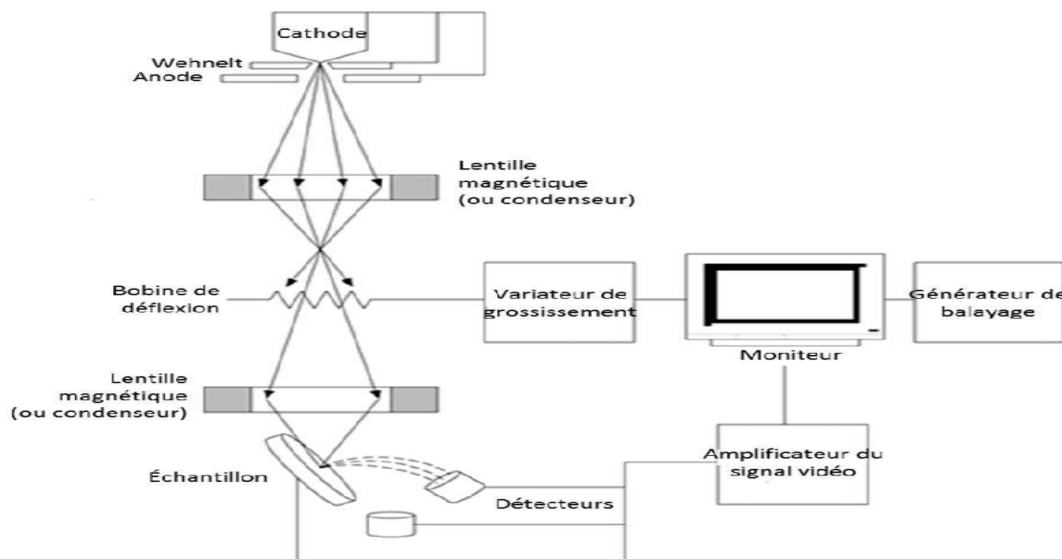 Cathode
Wehnelt
Anode
Lentille
magnétique
(ou condenseur)
Bobine de
déflexion
Variateur de
grossissement
Moniteur
Générateur de
balayage
Lentille
magnétique
(ou condenseur)
Échantillon
Détecteurs
Amplificateur du
signal vidéo